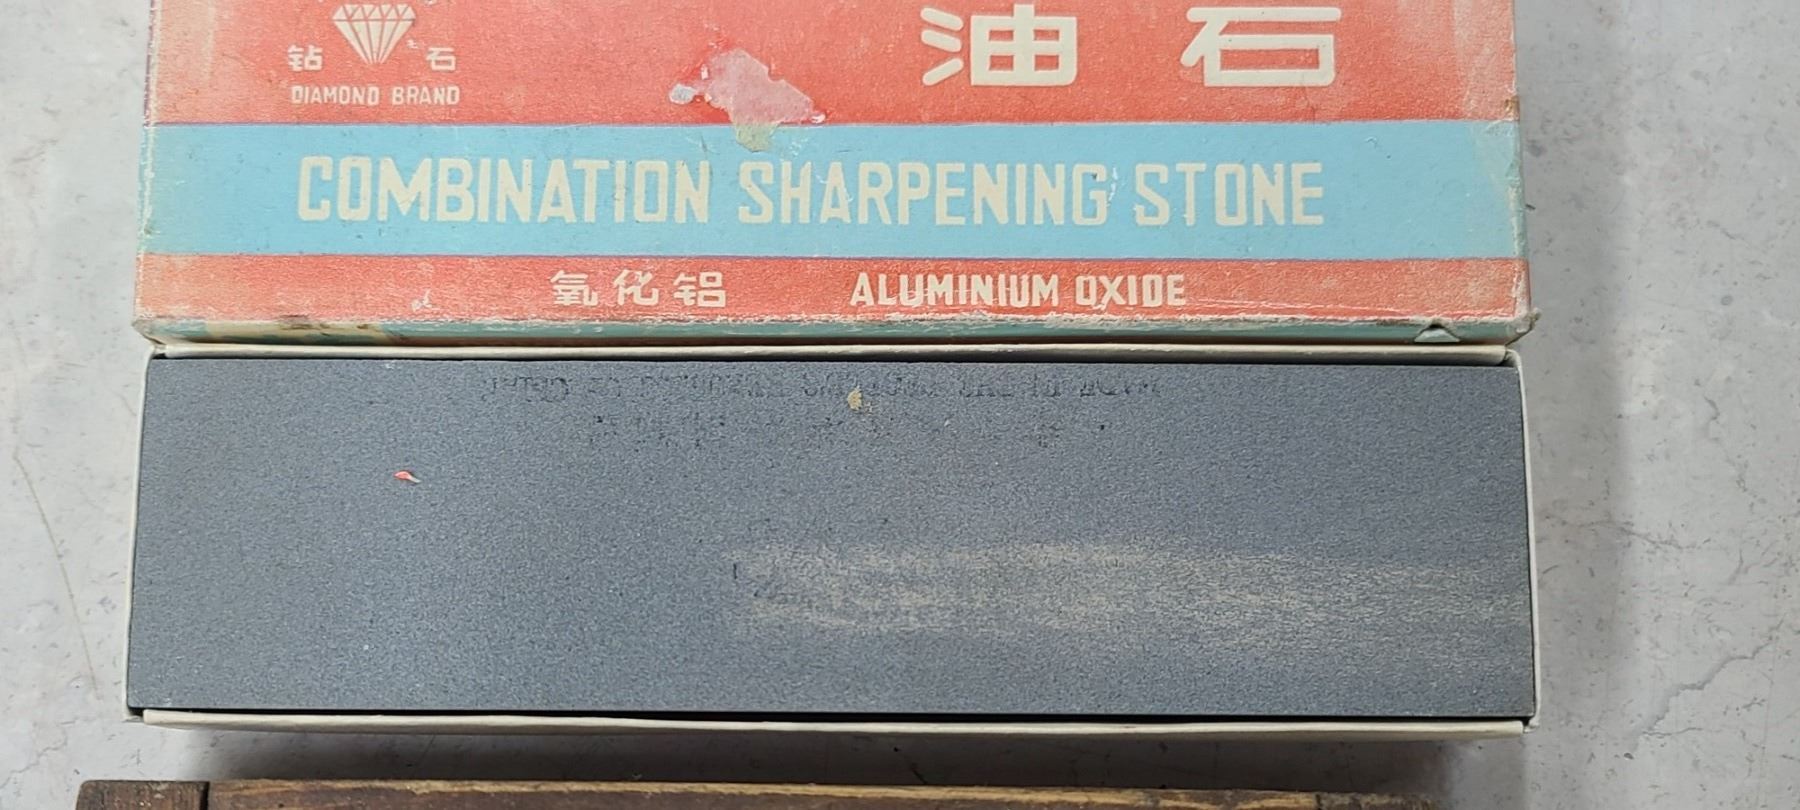 油石
钻石
DIAMOND BRAND
COMBINATION SHARPENING STONE
氧化铝 ALUMINIUM OXIDE